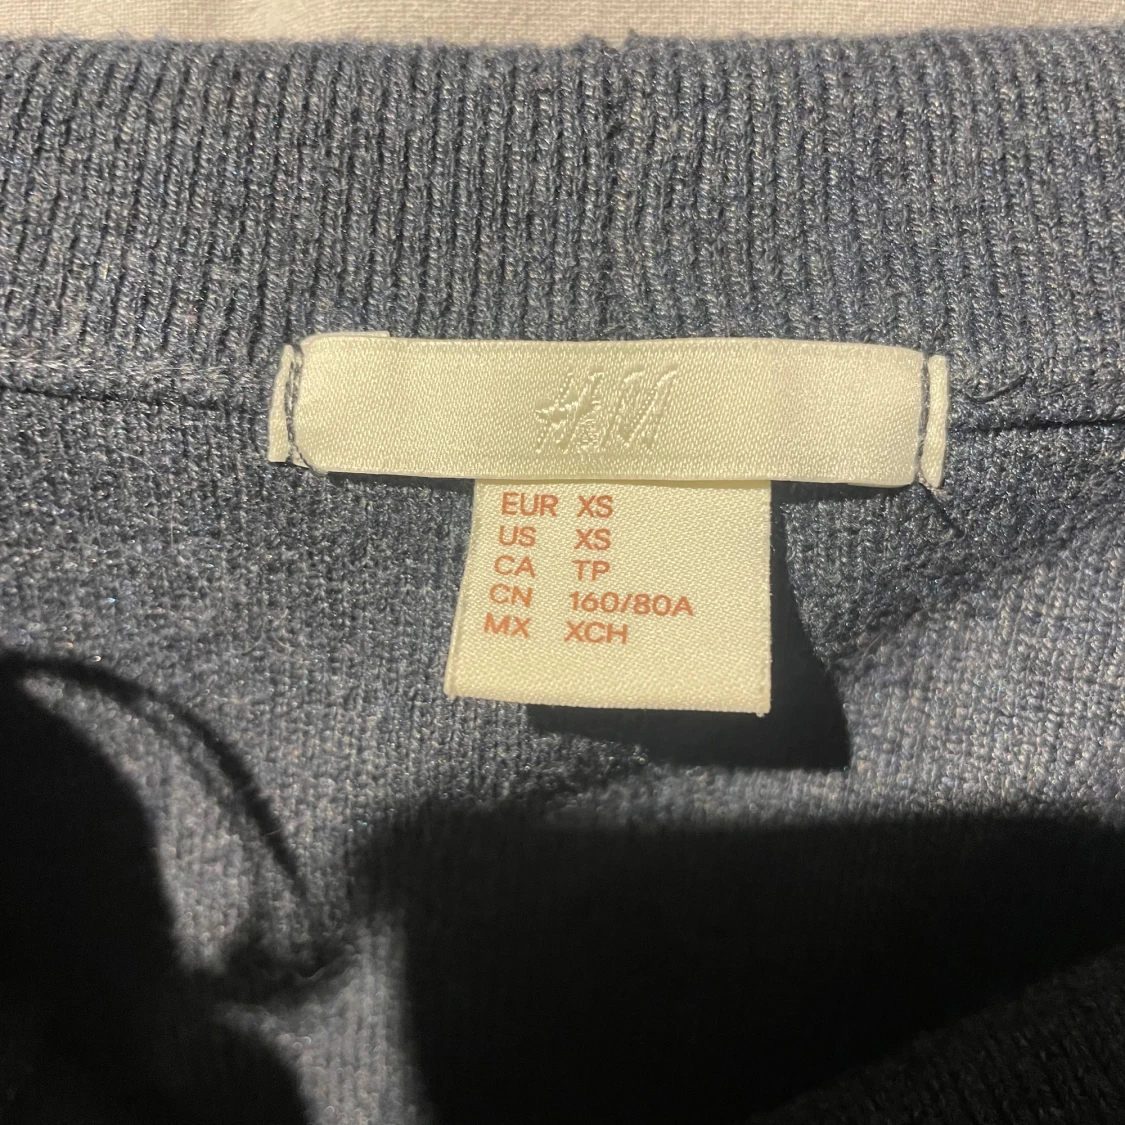 H&M
EUR XS
US XS
CA TP
CN 160/80A
MX XCH